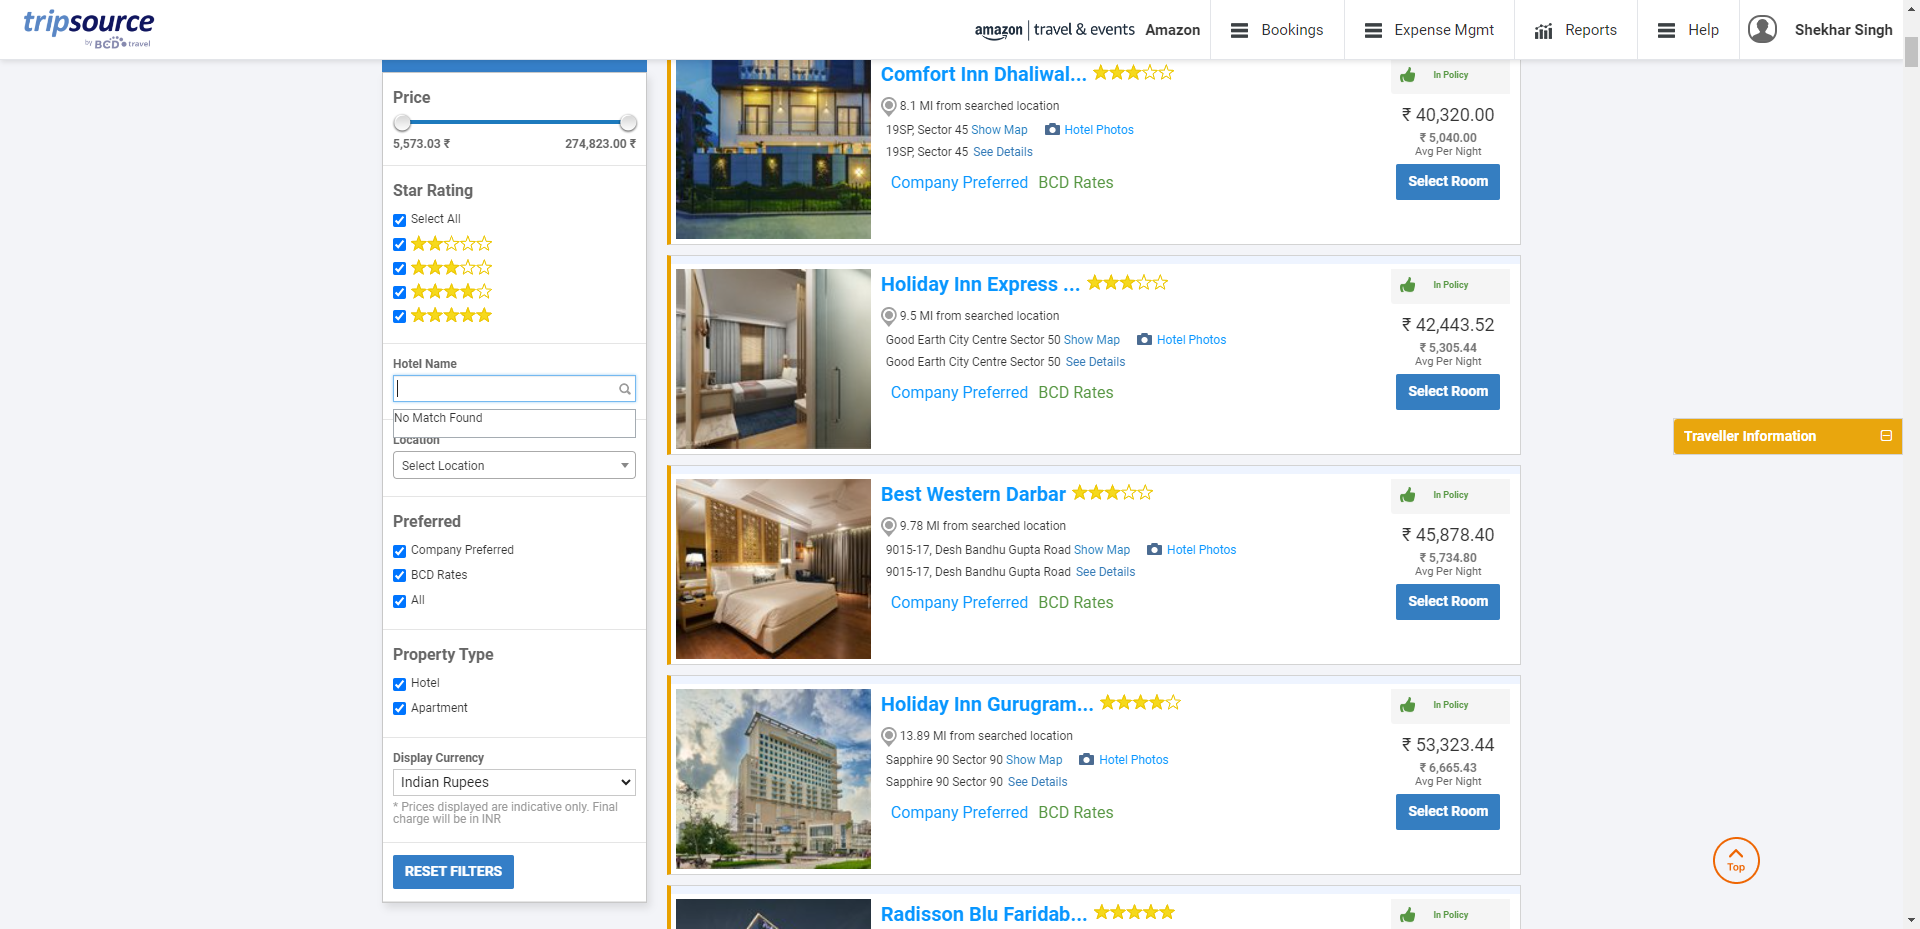 tripsource
by BCD travel
amazon | travel & events Amazon
Bookings
Expense Mgmt
Reports
Help
Shekhar Singh
Price
5,573.03 ₹
274,823.00 ₹
Star Rating
Select All
Hotel Name
No Match Found
Location
Select Location
Preferred
Company Preferred
BCD Rates
All
Property Type
Hotel
Apartment
Display Currency
Indian Rupees
* Prices displayed are indicative only. Final
charge will be in INR
RESET FILTERS
Comfort Inn Dhaliwal...
8.1 MI from searched location
19SP, Sector 45 Show Map Hotel Photos
19SP, Sector 45 See Details
Company Preferred BCD Rates
In Policy
₹ 40,320.00
₹ 5,040.00
Avg Per Night
Select Room
Holiday Inn Express ...
9.5 MI from searched location
Good Earth City Centre Sector 50 Show Map Hotel Photos
Good Earth City Centre Sector 50 See Details
Company Preferred BCD Rates
In Policy
₹ 42,443.52
₹ 5,305.44
Avg Per Night
Select Room
Best Western Darbar
9.78 MI from searched location
9015-17, Desh Bandhu Gupta Road Show Map Hotel Photos
9015-17, Desh Bandhu Gupta Road See Details
Company Preferred BCD Rates
In Policy
₹ 45,878.40
₹ 5,734.80
Avg Per Night
Select Room
Holiday Inn Gurugram...
13.89 MI from searched location
Sapphire 90 Sector 90 Show Map Hotel Photos
Sapphire 90 Sector 90 See Details
Company Preferred BCD Rates
In Policy
₹ 53,323.44
₹ 6,665.43
Avg Per Night
Select Room
Radisson Blu Faridab...
In Policy
Traveller Information
Top